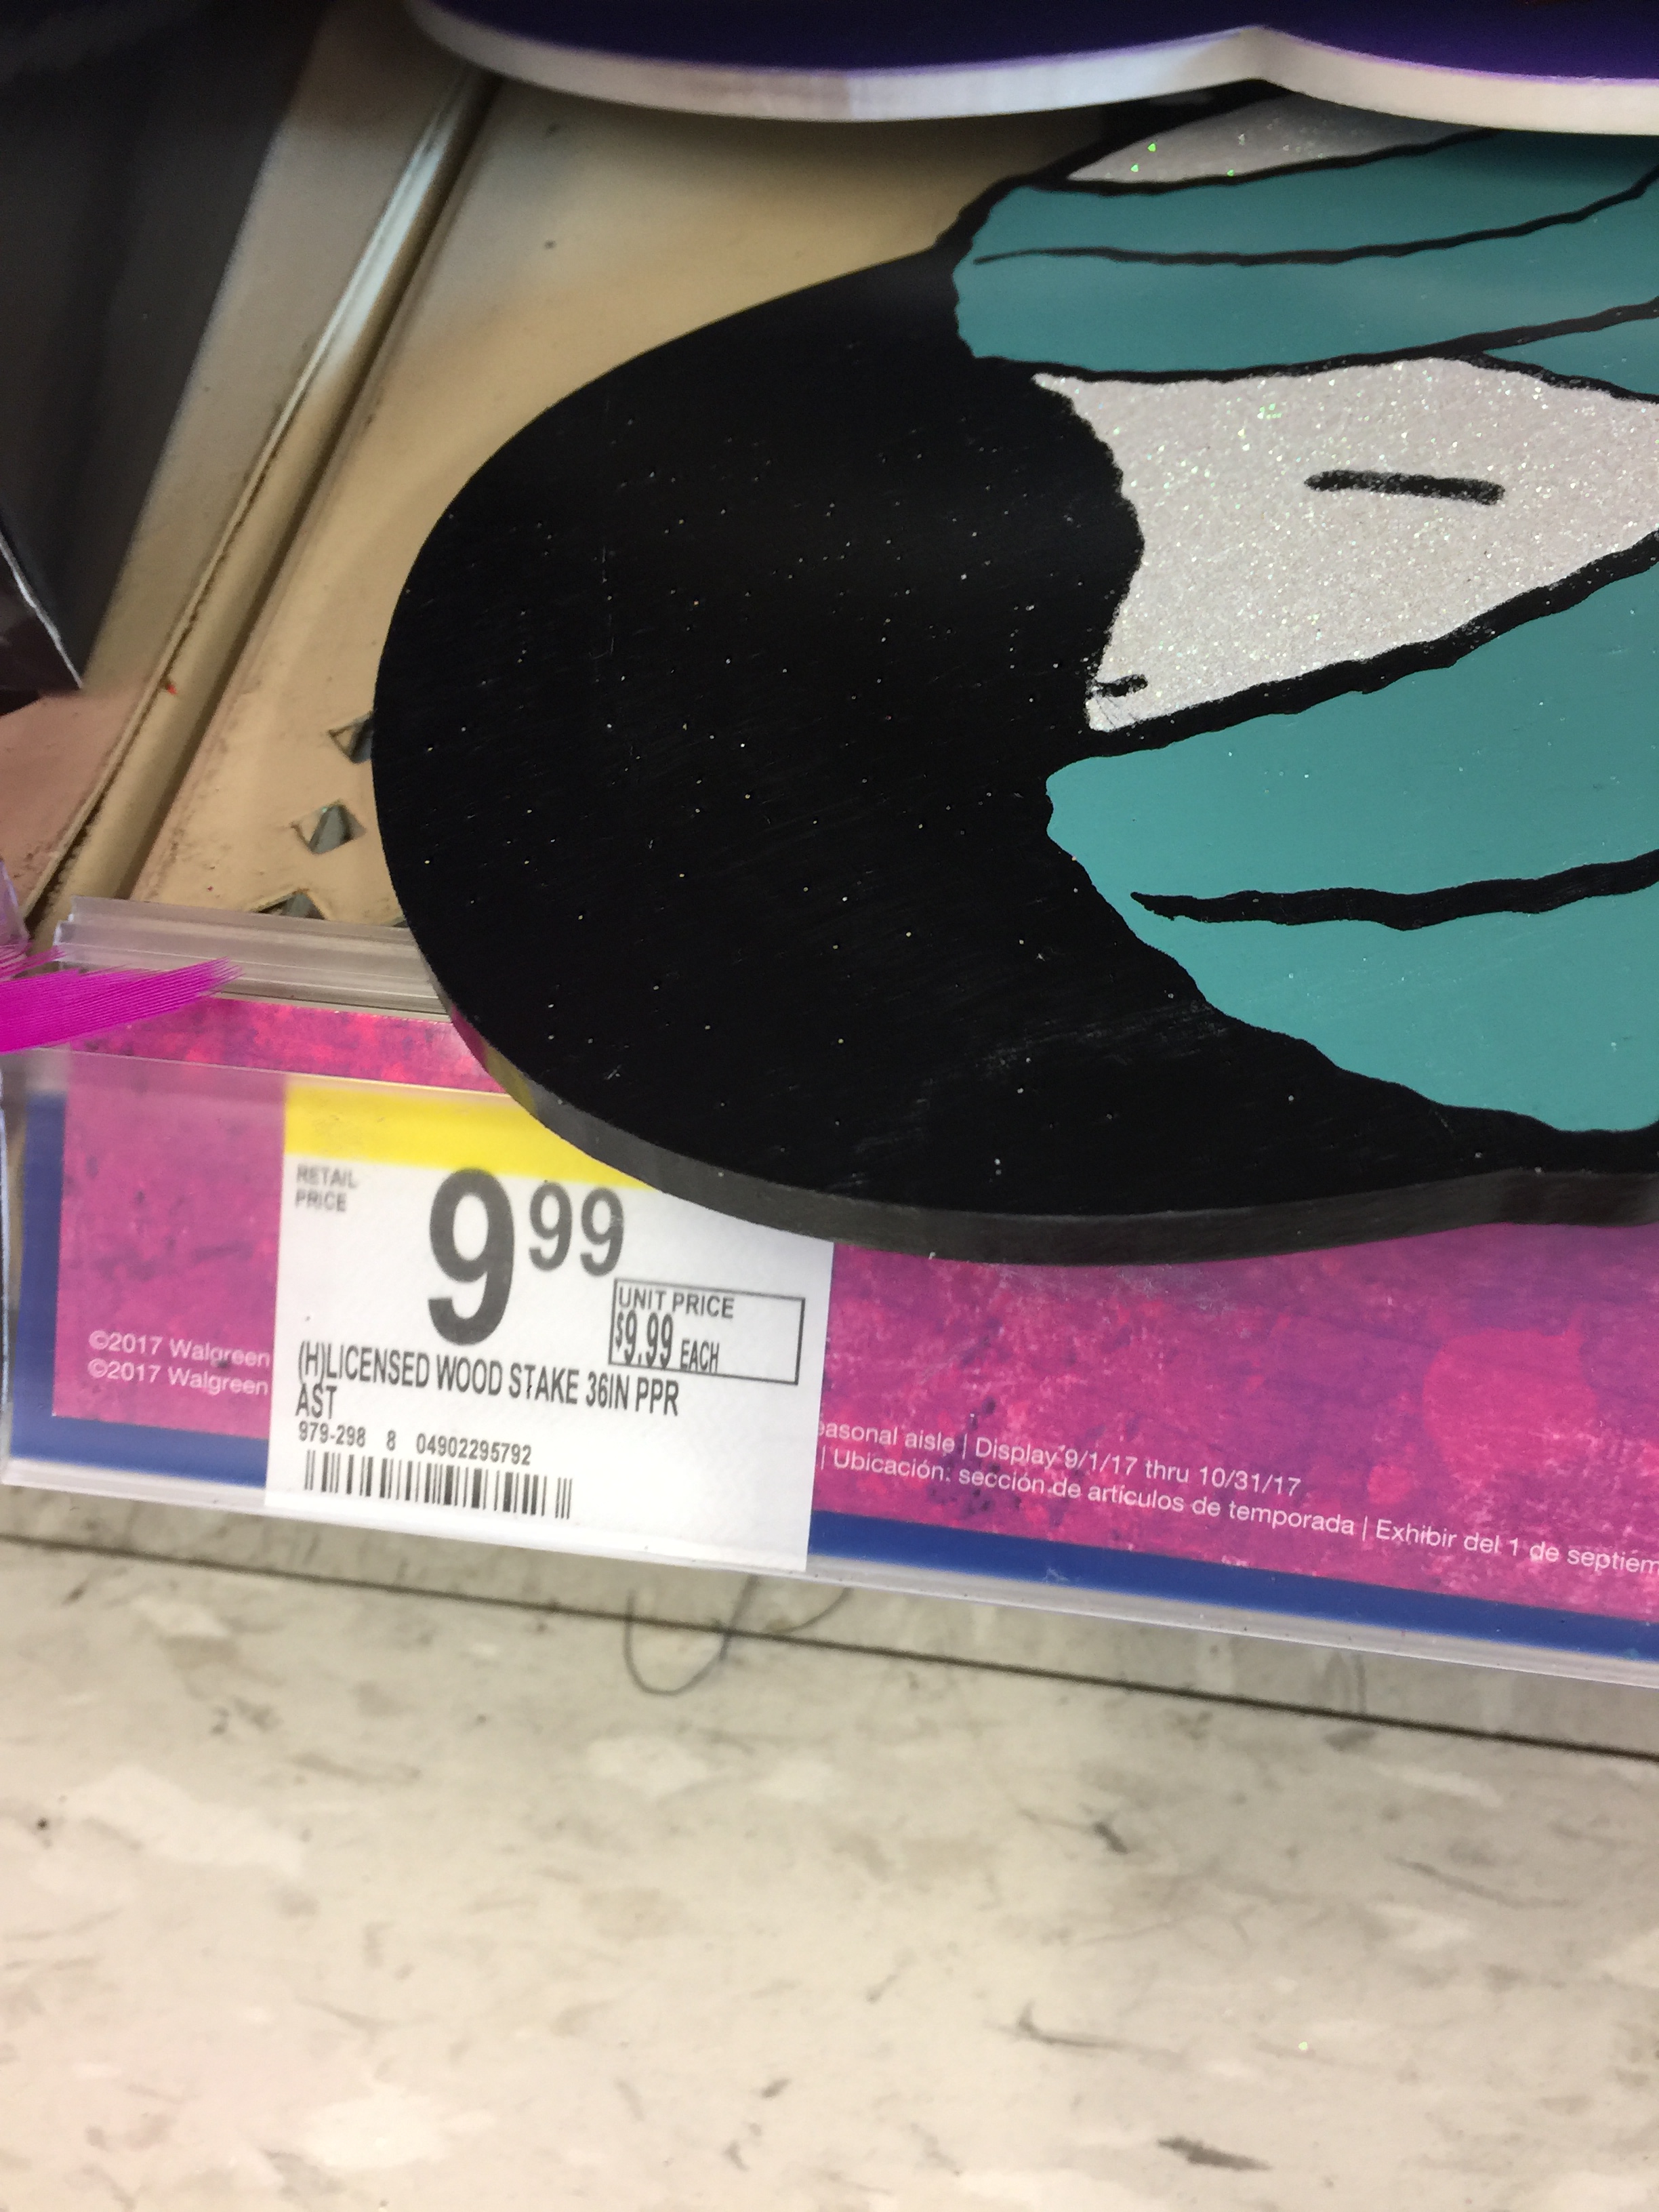 RETAIL
PRICE
9 99
UNIT PRICE
$9.99 EACH
(H)LICENSED WOOD STAKE 36IN PPR
AST
979-298 8 04902295792
©2017 Walgreen
©2017 Walgreen
easonal aisle | Display 9/1/17 thru 10/31/17
| Ubicación: sección de artículos de temporada | Exhibir del 1 de septiem